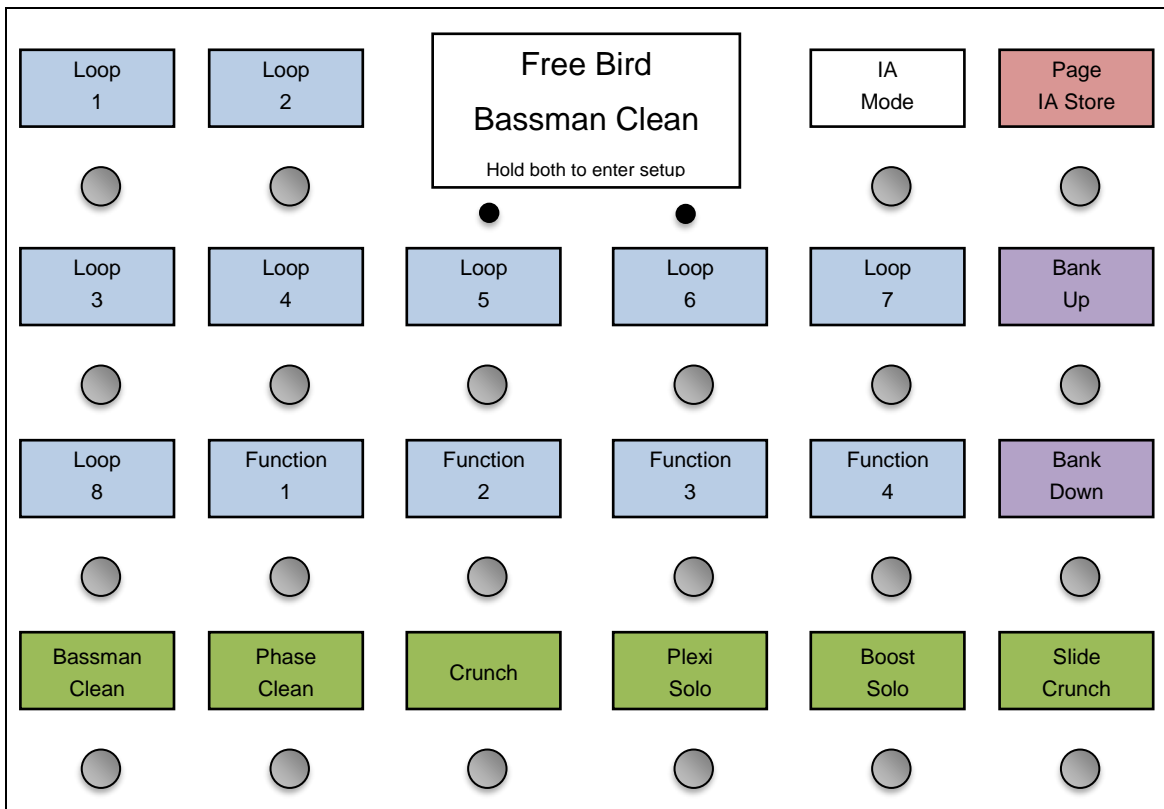 Loop
1
Loop
2
Free Bird
Bassman Clean
Hold both to enter setup
IA
Mode
Page
IA Store
Loop
3
Loop
4
Loop
5
Loop
6
Loop
7
Bank
Up
Loop
8
Function
1
Function
2
Function
3
Function
4
Bank
Down
Bassman
Clean
Phase
Clean
Crunch
Plexi
Solo
Boost
Solo
Slide
Crunch